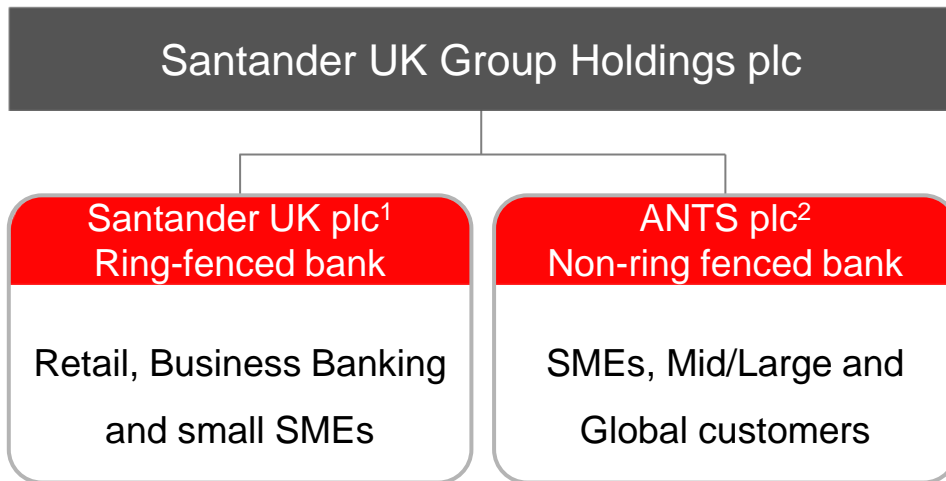 Santander UK Group Holdings plc
Santander UK plc¹
Ring-fenced bank
Retail, Business Banking
and small SMEs
ANTS plc²
Non-ring fenced bank
SMEs, Mid/Large and
Global customers